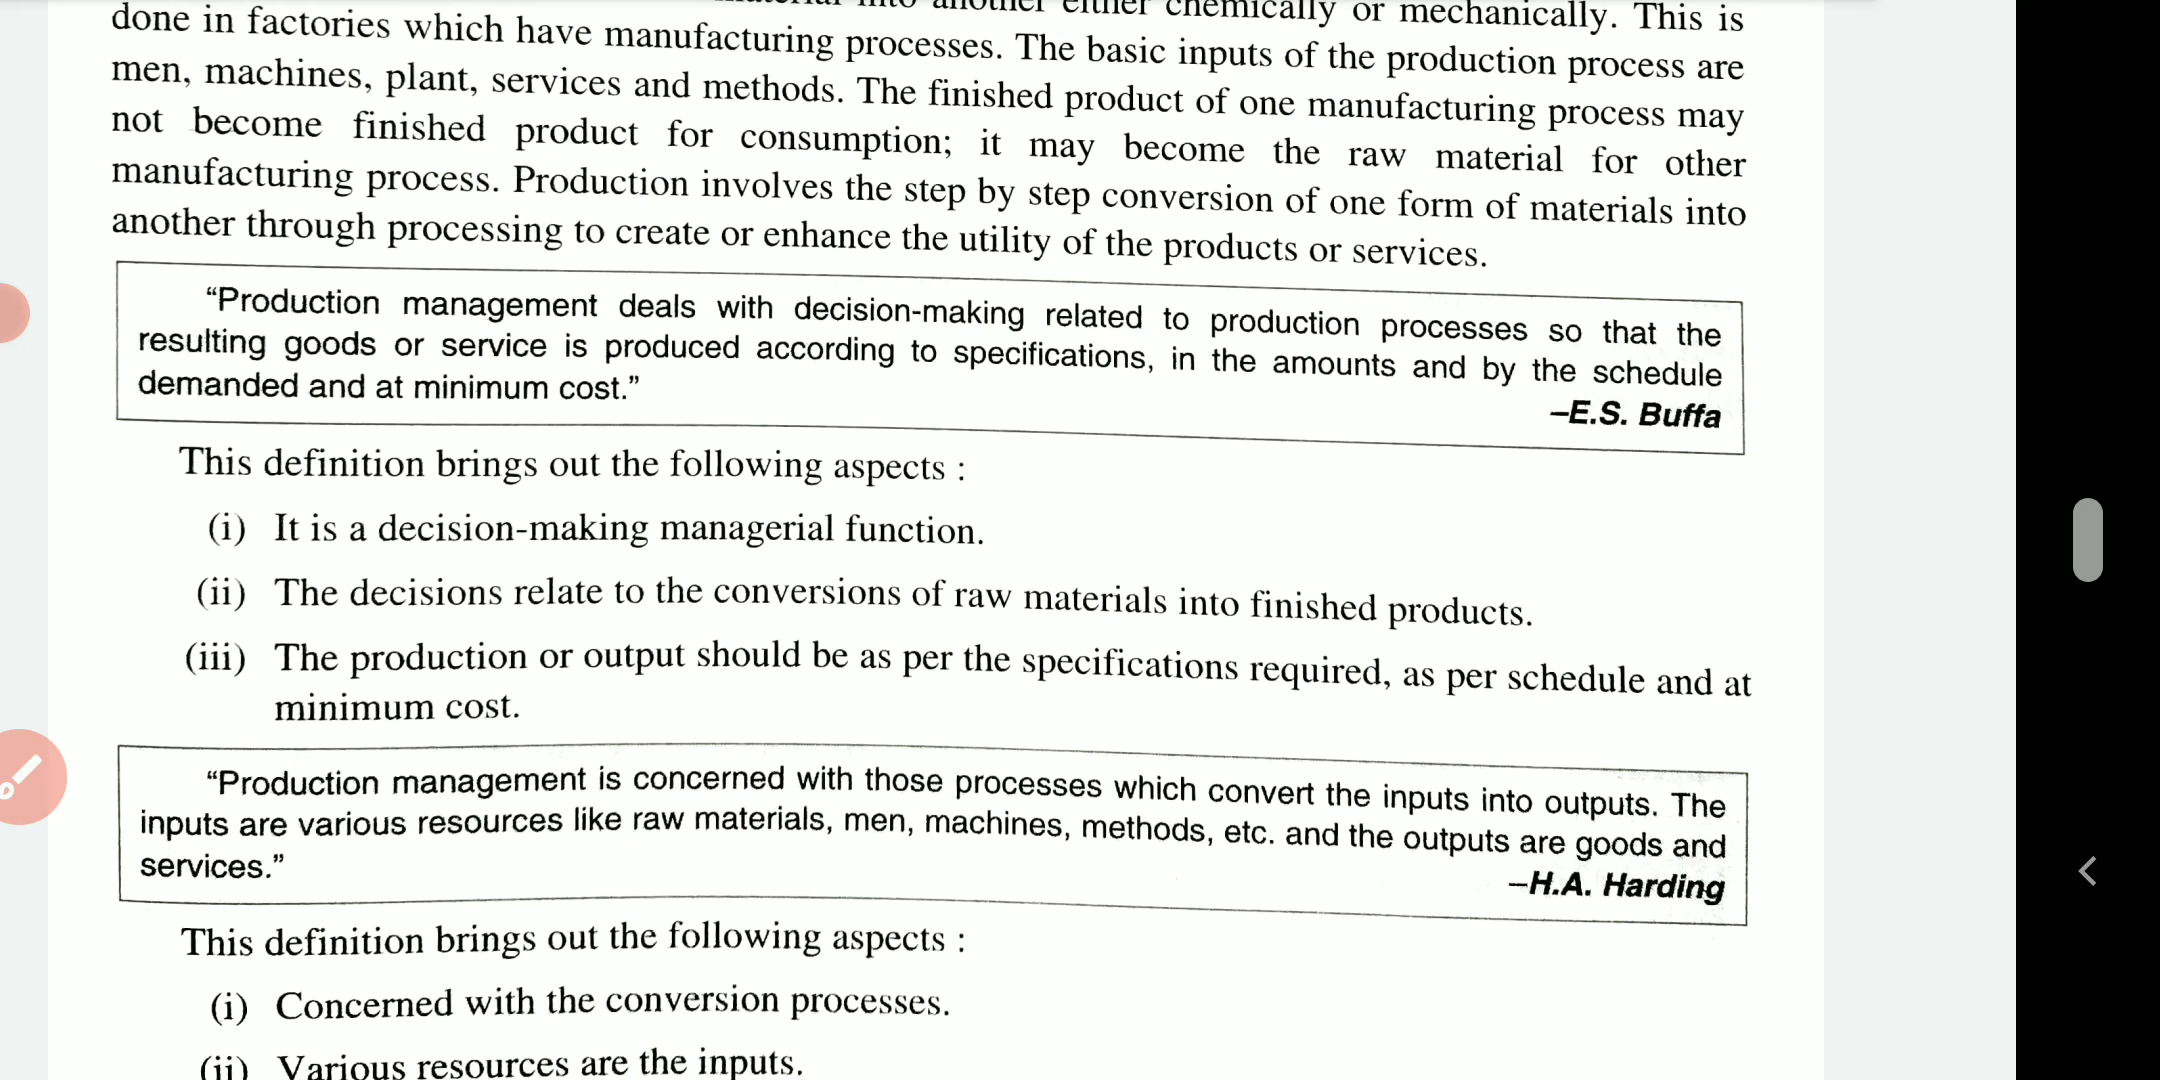 another either chemically or mechanically. This is
done in factories which have manufacturing processes. The basic inputs of the production process are
men, machines, plant, services and methods. The finished product of one manufacturing process may
not become finished product for consumption; it may become the raw material for other
manufacturing process. Production involves the step by step conversion of one form of materials into
another through processing to create or enhance the utility of the products or services.
“Production management deals with decision-making related to production processes so that the
resulting goods or service is produced according to specifications, in the amounts and by the schedule
demanded and at minimum cost.”
–E.S. Buffa
This definition brings out the following aspects :
(i) It is a decision-making managerial function.
(ii) The decisions relate to the conversions of raw materials into finished products.
(iii) The production or output should be as per the specifications required, as per schedule and at
minimum cost.
“Production management is concerned with those processes which convert the inputs into outputs. The
inputs are various resources like raw materials, men, machines, methods, etc. and the outputs are goods and
services.”
–H.A. Harding
This definition brings out the following aspects :
(i) Concerned with the conversion processes.
(ii) Various resources are the inputs.